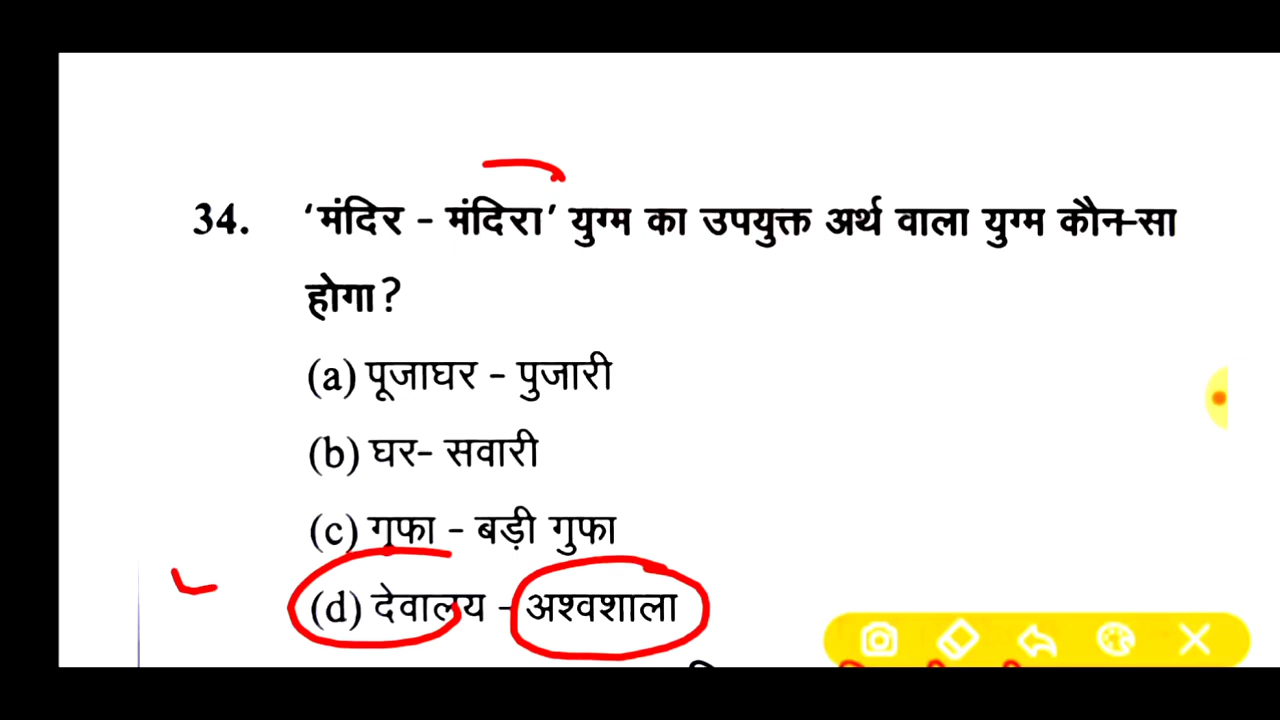 34. 'मंदिर - मंदिरा' युग्म का उपयुक्त अर्थ वाला युग्म कौन-सा
होगा?
(a) पूजाघर - पुजारी
(b) घर- सवारी
(c) गुफा - बड़ी गुफा
(d) देवालय - अश्वशाला